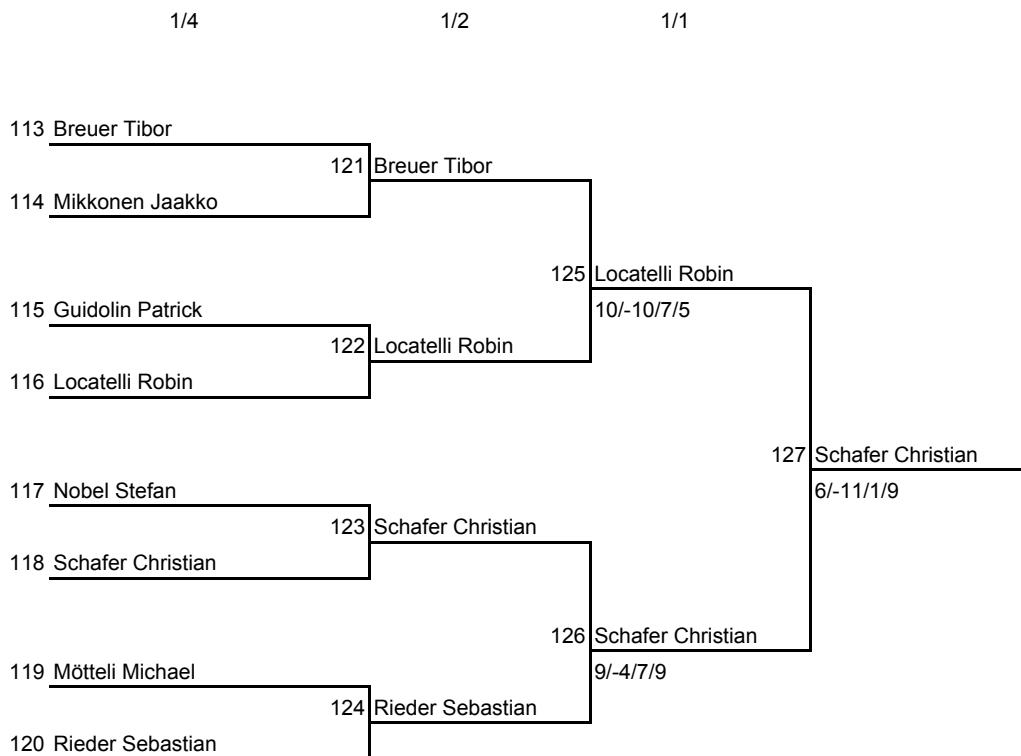 1/4 1/2 1/1
113 Breuer Tibor
121 Breuer Tibor
114 Mikkonen Jaakko
125 Locatelli Robin
115 Guidolin Patrick
10/-10/7/5
122 Locatelli Robin
116 Locatelli Robin
127 Schafer Christian
117 Nobel Stefan
6/-11/1/9
123 Schafer Christian
118 Schafer Christian
126 Schafer Christian
119 Mötteli Michael
9/-4/7/9
124 Rieder Sebastian
120 Rieder Sebastian